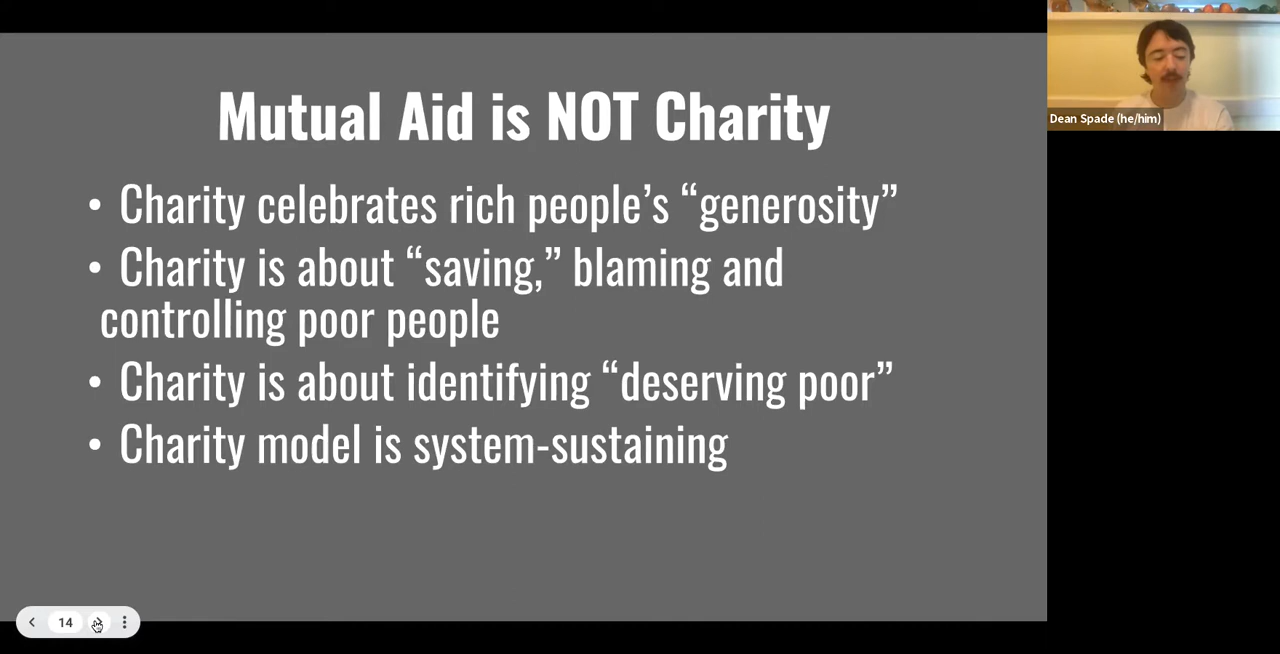 Mutual Aid is NOT Charity
• Charity celebrates rich people’s “generosity”
• Charity is about “saving,” blaming and
controlling poor people
• Charity is about identifying “deserving poor”
• Charity model is system-sustaining
Dean Spade (he/him)
14